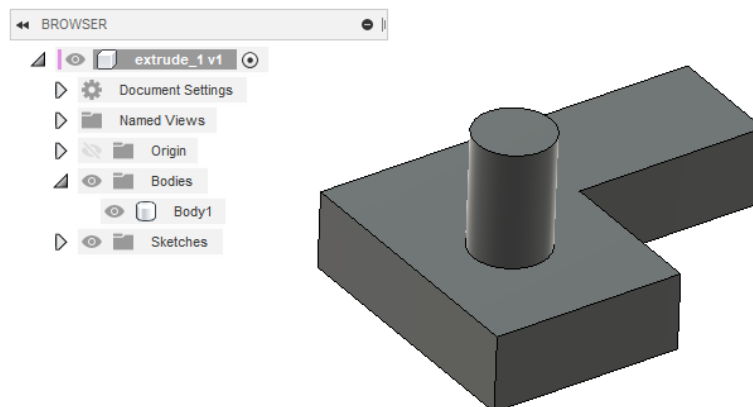 BROWSER
extrude_1 v1
Document Settings
Named Views
Origin
Bodies
Body1
Sketches